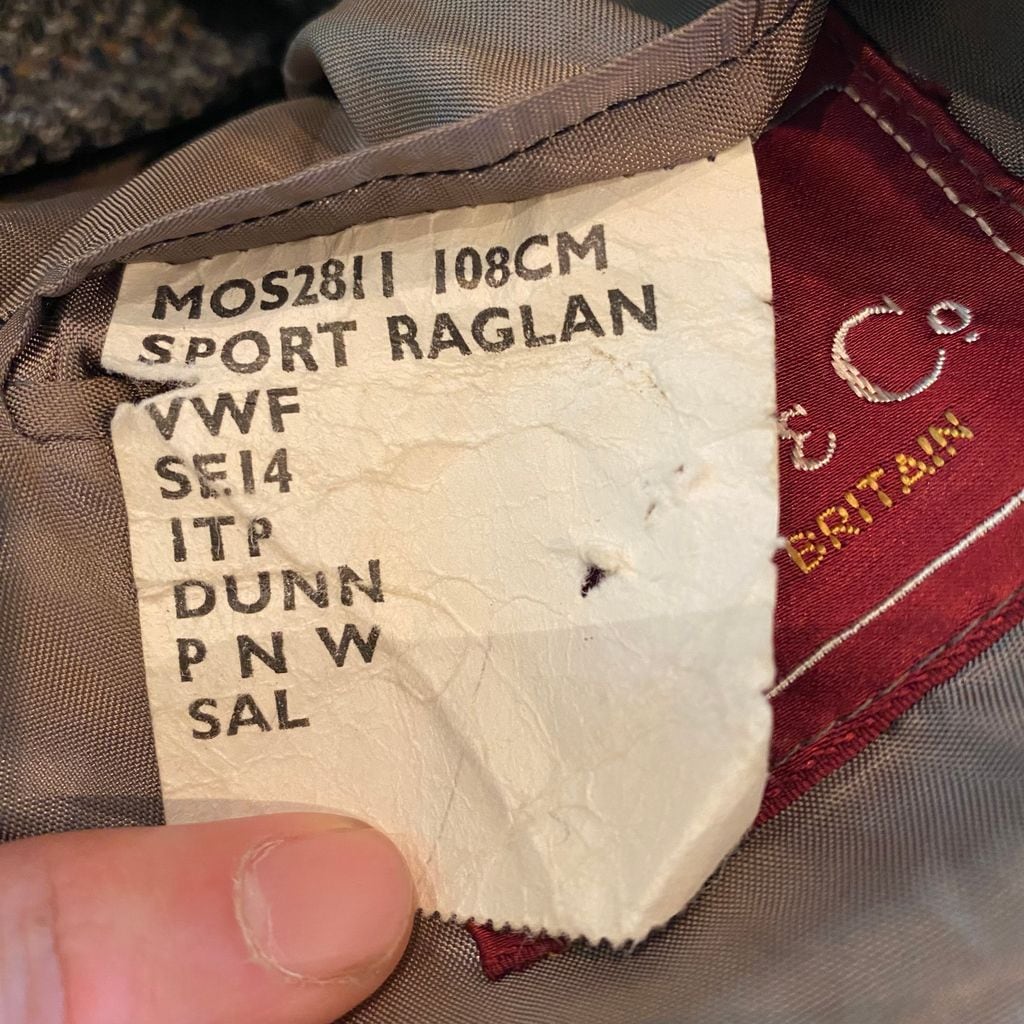 MOS2811 108CM
SPORT RAGLAN
VWF
SE14
ITP
DUNN
P N W
SAL
& Co.
BRITAIN